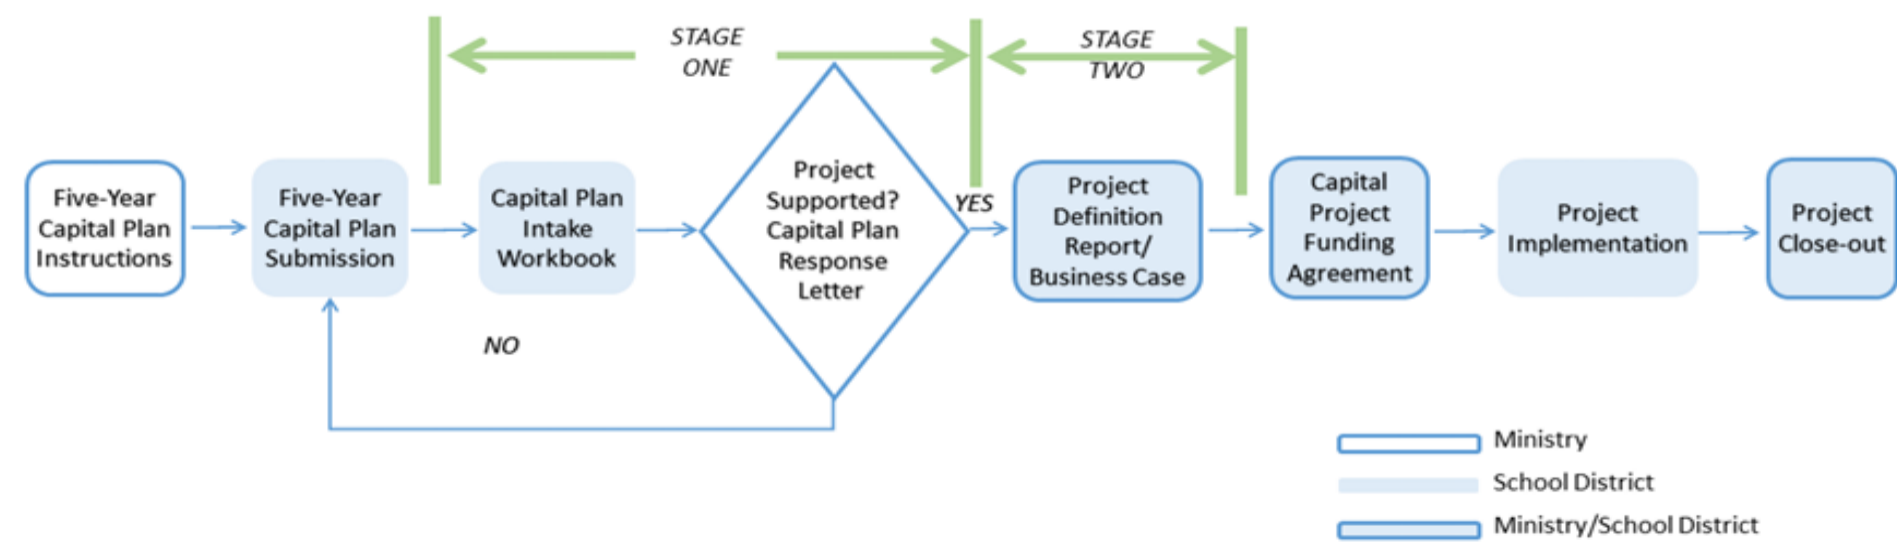 STAGE
ONE
STAGE
TWO
Five-Year
Capital Plan
Instructions
Five-Year
Capital Plan
Submission
Capital Plan
Intake
Workbook
Project
Supported?
Capital Plan
Response
Letter
YES
Project
Definition
Report/
Business Case
Capital
Project
Funding
Agreement
Project
Implementation
Project
Close-out
NO
Ministry
School District
Ministry/School District